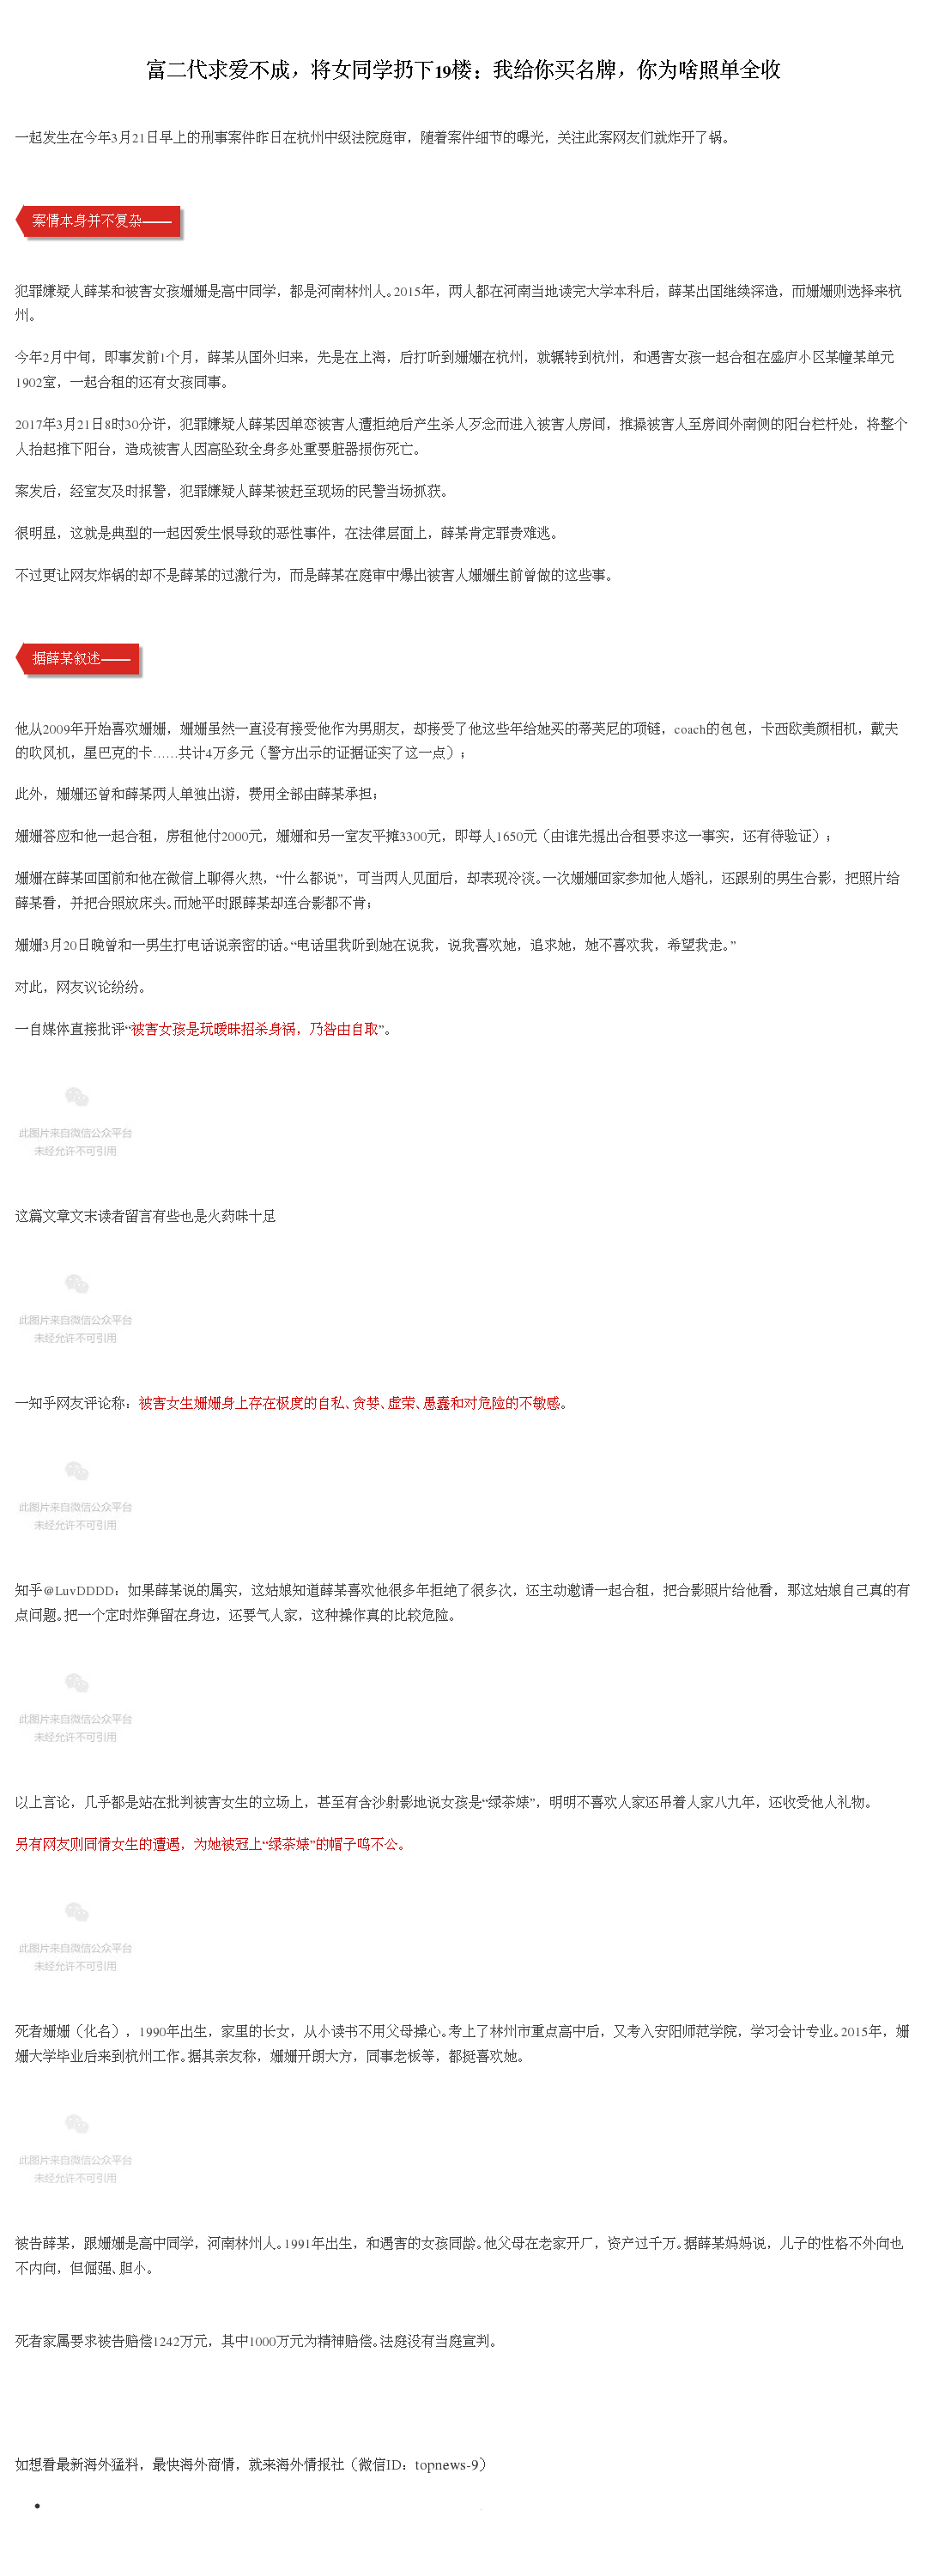 富二代求爱不成，将女同学扔下19楼：我给你买名牌，你为啥照单全收
一起发生在今年3月21日早上的刑事案件昨日在杭州中级法院庭审，随着案件细节的曝光，关注此案网友们就炸开了锅。
案情本身并不复杂——
犯罪嫌疑人薛某和被害女孩姗姗是高中同学，都是河南林州人。2015年，两人都在河南当地读完大学本科后，薛某出国继续深造，而姗姗则选择来杭
州。
今年2月中旬，即事发前1个月，薛某从国外归来，先是在上海，后打听到姗姗在杭州，就辗转到杭州，和遇害女孩一起合租在盛庐小区某幢某单元
1902室，一起合租的还有女孩同事。
2017年3月21日8时30分许，犯罪嫌疑人薛某因单恋被害人遭拒绝后产生杀人歹念而进入被害人房间，推搡被害人至房间外南侧的阳台栏杆处，将整个
人抬起推下阳台，造成被害人因高坠致全身多处重要脏器损伤死亡。
案发后，经室友及时报警，犯罪嫌疑人薛某被赶至现场的民警当场抓获。
很明显，这就是典型的一起因爱生恨导致的恶性事件，在法律层面上，薛某肯定罪责难逃。
不过更让网友炸锅的却不是薛某的过激行为，而是薛某在庭审中爆出被害人姗姗生前曾做的这些事。
据薛某叙述——
他从2009年开始喜欢姗姗，姗姗虽然一直没有接受他作为男朋友，却接受了他这些年给她买的蒂芙尼的项链，coach的包包，卡西欧美颜相机，戴夫
的吹风机，星巴克的卡……共计4万多元（警方出示的证据证实了这一点）；
此外，姗姗还曾和薛某两人单独出游，费用全部由薛某承担；
姗姗答应和他一起合租，房租他付2000元，姗姗和另一室友平摊3300元，即每人1650元（由谁先提出合租要求这一事实，还有待验证）；
姗姗在薛某回国前和他在微信上聊得火热，“什么都说”，可当两人见面后，却表现冷淡。一次姗姗回家参加他人婚礼，还跟别的男生合影，把照片给
薛某看，并把合照放床头。而她平时跟薛某却连合影都不肯；
姗姗3月20日晚曾和一男生打电话说亲密的话。“电话里我听到她在说我，说我喜欢她，追求她，她不喜欢我，希望我走。”
对此，网友议论纷纷。
一自媒体直接批评“被害女孩是玩暧昧招杀身祸，乃咎由自取”。
此图片来自微信公众平台
未经允许不可引用
这篇文章文末读者留言有些也是火药味十足
此图片来自微信公众平台
未经允许不可引用
一知乎网友评论称：被害女生姗姗身上存在极度的自私、贪婪、虚荣、愚蠢和对危险的不敏感。
此图片来自微信公众平台
未经允许不可引用
知乎@LuvDDDD：如果薛某说的属实，这姑娘知道薛某喜欢他很多年拒绝了很多次，还主动邀请一起合租，把合影照片给他看，那这姑娘自己真的有
点问题。把一个定时炸弹留在身边，还要气人家，这种操作真的比较危险。
此图片来自微信公众平台
未经允许不可引用
以上言论，几乎都是站在批判被害女生的立场上，甚至有含沙射影地说女孩是“绿茶婊”，明明不喜欢人家还吊着人家八九年，还收受他人礼物。
另有网友则同情女生的遭遇，为她被冠上“绿茶婊”的帽子鸣不公。
此图片来自微信公众平台
未经允许不可引用
死者姗姗（化名），1990年出生，家里的长女，从小读书不用父母操心。考上了林州市重点高中后，又考入安阳师范学院，学习会计专业。2015年，姗
姗大学毕业后来到杭州工作。据其亲友称，姗姗开朗大方，同事老板等，都挺喜欢她。
此图片来自微信公众平台
未经允许不可引用
被告薛某，跟姗姗是高中同学，河南林州人。1991年出生，和遇害的女孩同龄。他父母在老家开厂，资产过千万。据薛某妈妈说，儿子的性格不外向也
不内向，但倔强、胆小。
死者家属要求被告赔偿1242万元，其中1000万元为精神赔偿。法庭没有当庭宣判。
如想看最新海外猛料，最快海外商情，就来海外情报社（微信ID：topnews-9）